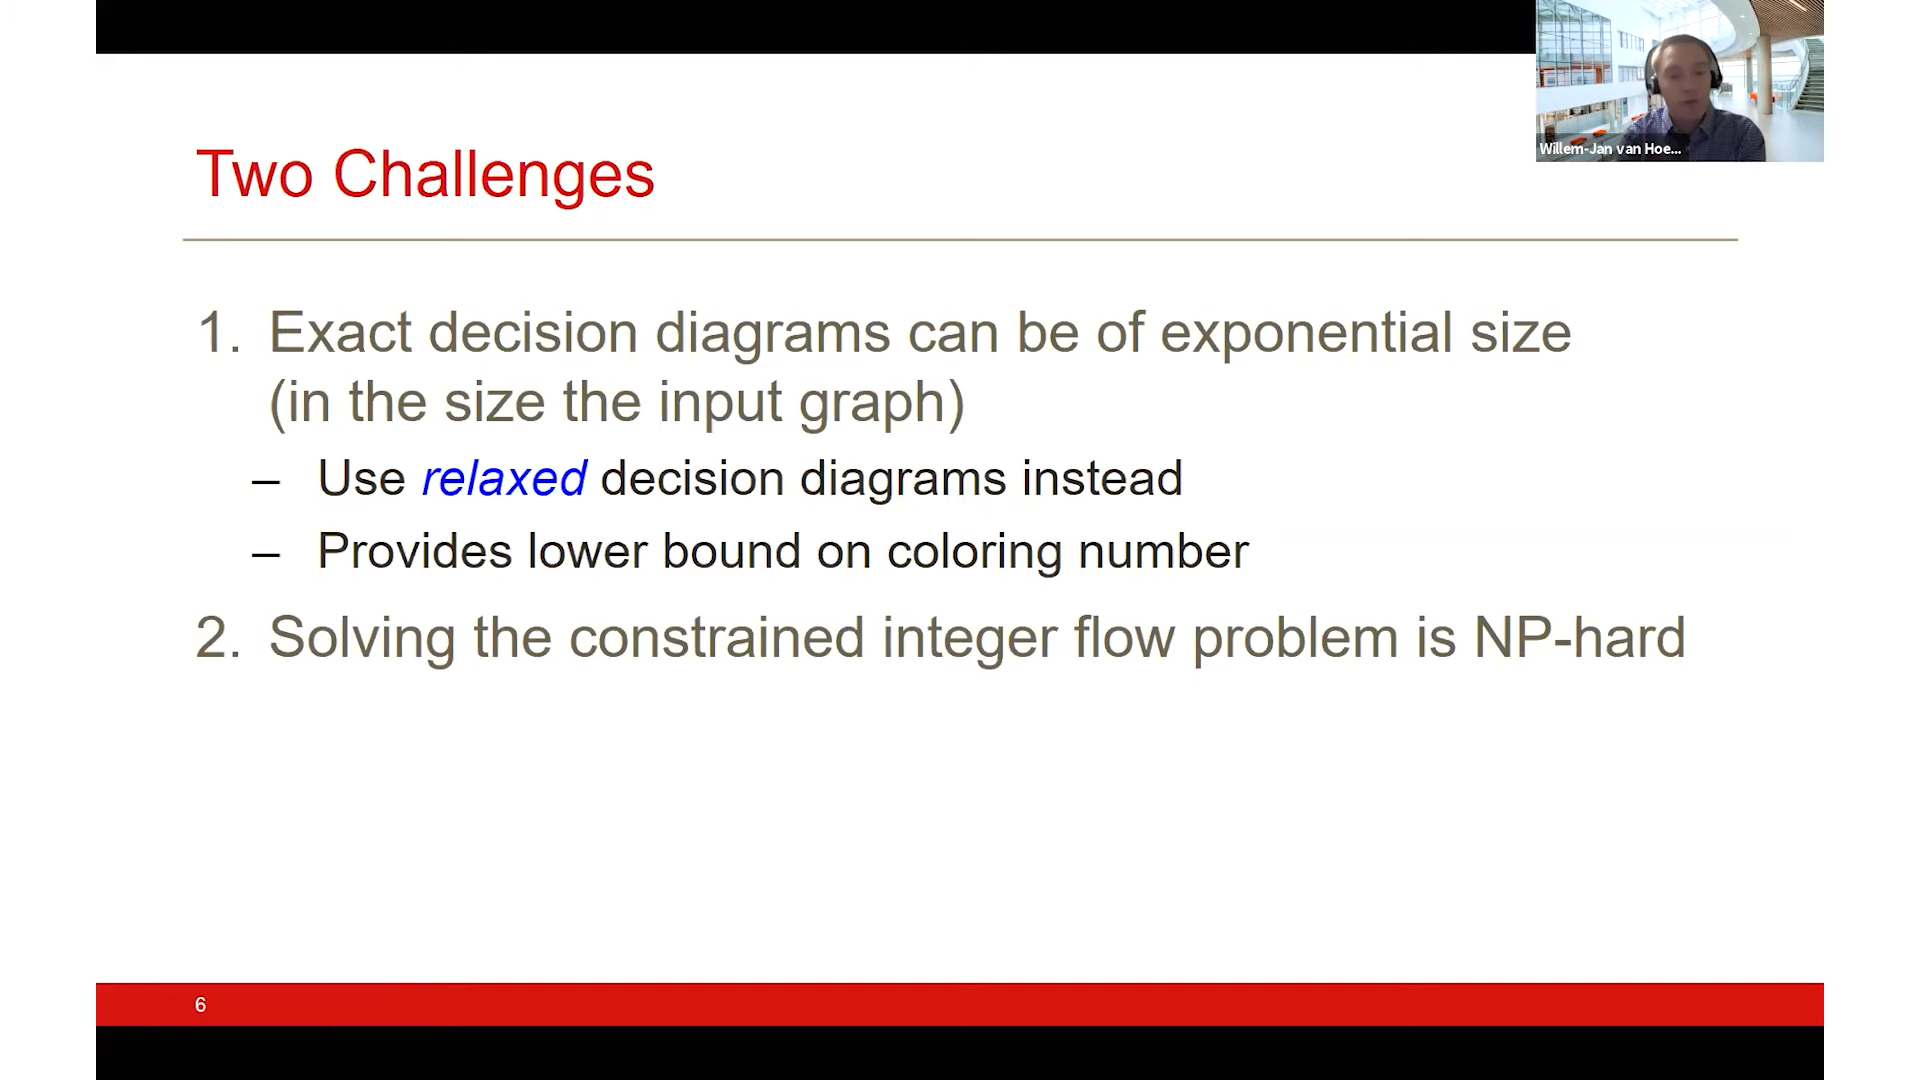 Willem-Jan van Hoe...
Two Challenges
1. Exact decision diagrams can be of exponential size
(in the size the input graph)
– Use relaxed decision diagrams instead
– Provides lower bound on coloring number
2. Solving the constrained integer flow problem is NP-hard
6